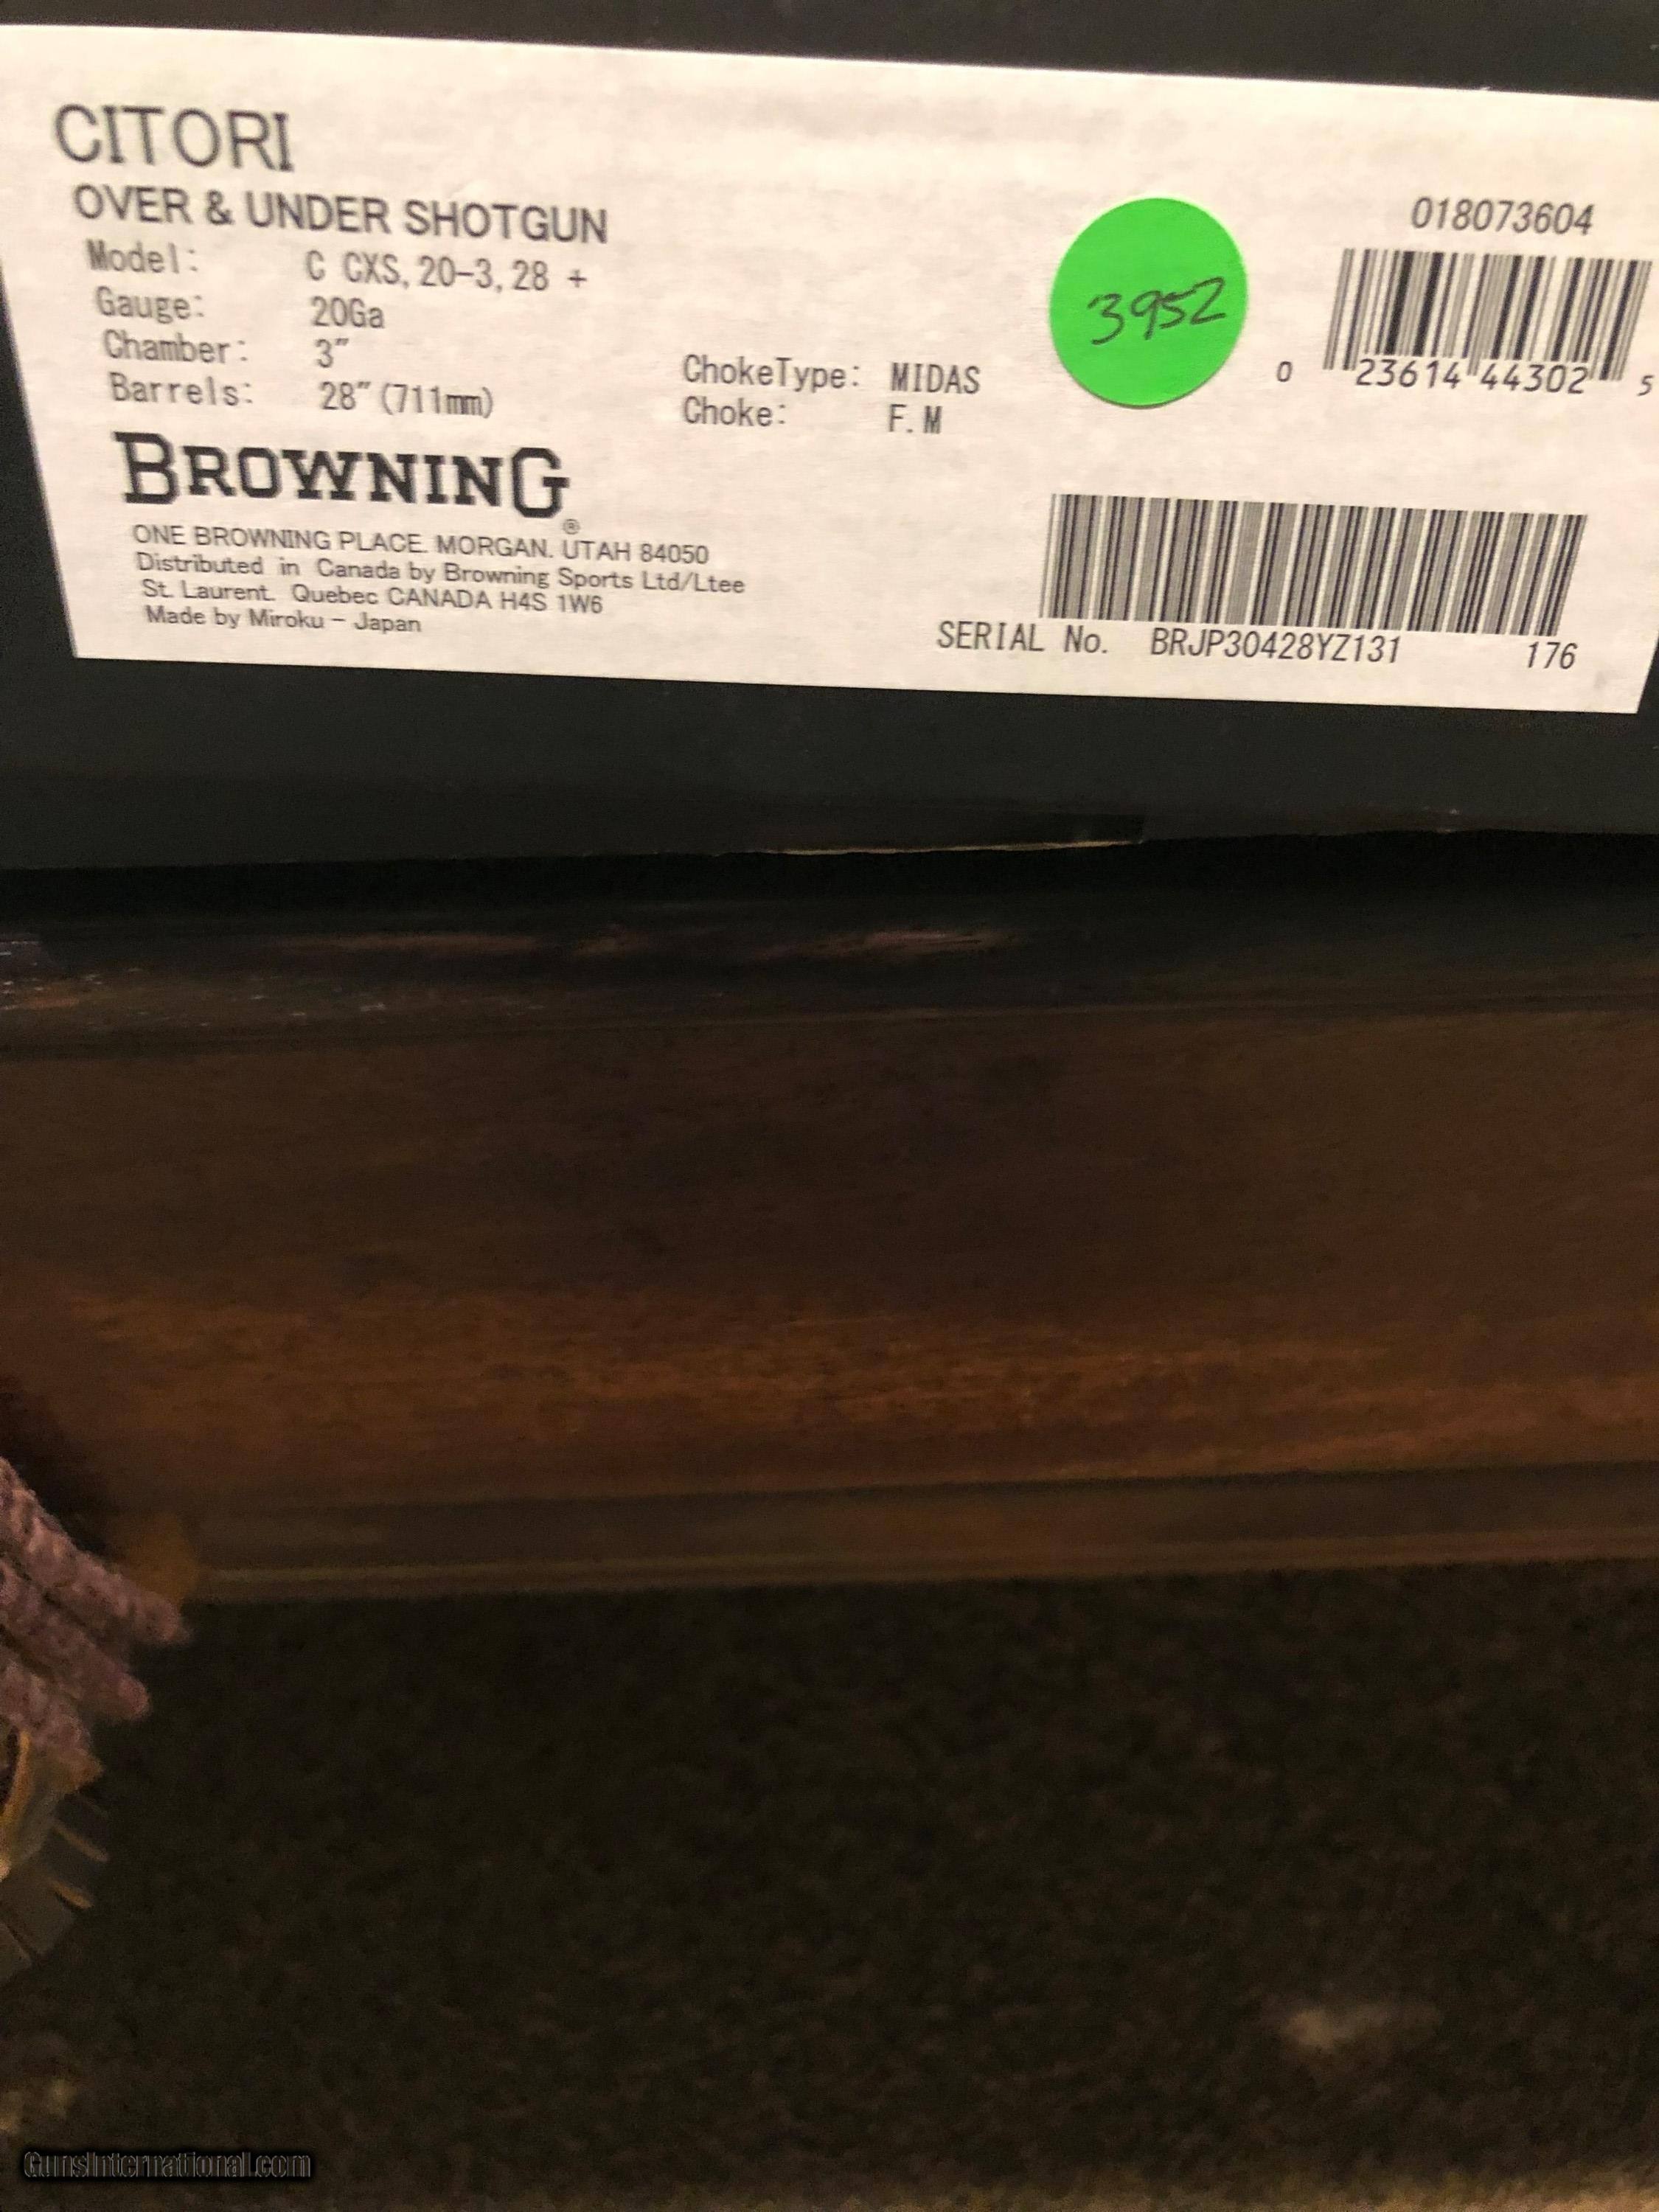 CITORI
OVER & UNDER SHOTGUN
Model: C CXS, 20-3, 28 +
Gauge: 20Ga
Chamber: 3"
Barrels: 28" (711mm)
ChokeType: MIDAS
Choke: F.M
3952
018073604
0 23614 44302 5
BROWNING®
ONE BROWNING PLACE. MORGAN. UTAH 84050
Distributed in Canada by Browning Sports Ltd/Ltee
St. Laurent. Quebec CANADA H4S 1W6
Made by Miroku - Japan
SERIAL No. BRJP30428YZ131 176
GunsInternational.com